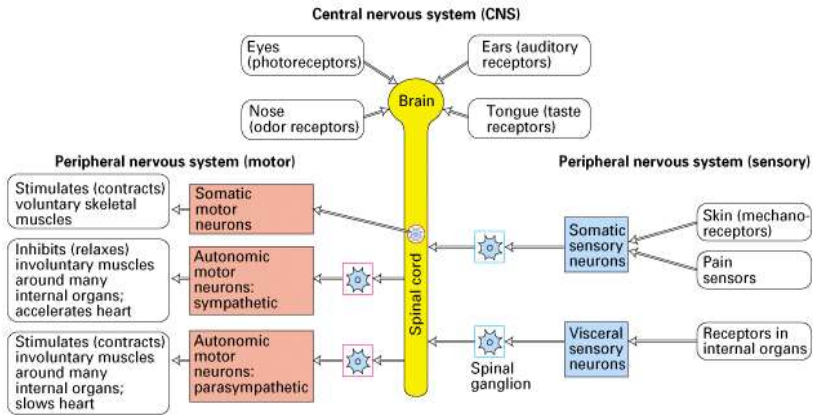 Central nervous system (CNS)
Eyes
(photoreceptors)
Ears (auditory
receptors)
Brain
Nose
(odor receptors)
Tongue (taste
receptors)
Peripheral nervous system (motor)
Peripheral nervous system (sensory)
Stimulates (contracts)
voluntary skeletal
muscles
Somatic
motor
neurons
Inhibits (relaxes)
involuntary muscles
around many
internal organs;
accelerates heart
Autonomic
motor
neurons:
sympathetic
Stimulates (contracts)
involuntary muscles
around many
internal organs;
slows heart
Autonomic
motor
neurons:
parasympathetic
Spinal cord
Somatic
sensory
neurons
Skin (mechano-
receptors)
Pain
sensors
Spinal
ganglion
Visceral
sensory
neurons
Receptors in
internal organs